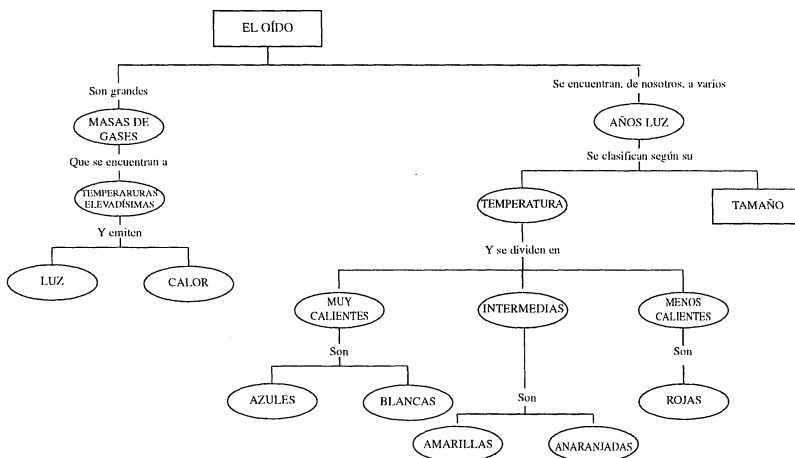 EL OÍDO
Son grandes
Se encuentran, de nosotros, a varios
MASAS DE
GASES
AÑOS LUZ
Que se encuentran a
Se clasifican según su
TEMPERARURAS
ELEVADÍSIMAS
TEMPERATURA
TAMAÑO
Y emiten
Y se dividen en
LUZ
CALOR
MUY
CALIENTES
INTERMEDIAS
MENOS
CALIENTES
Son
Son
AZULES
BLANCAS
Son
ROJAS
AMARILLAS
ANARANJADAS